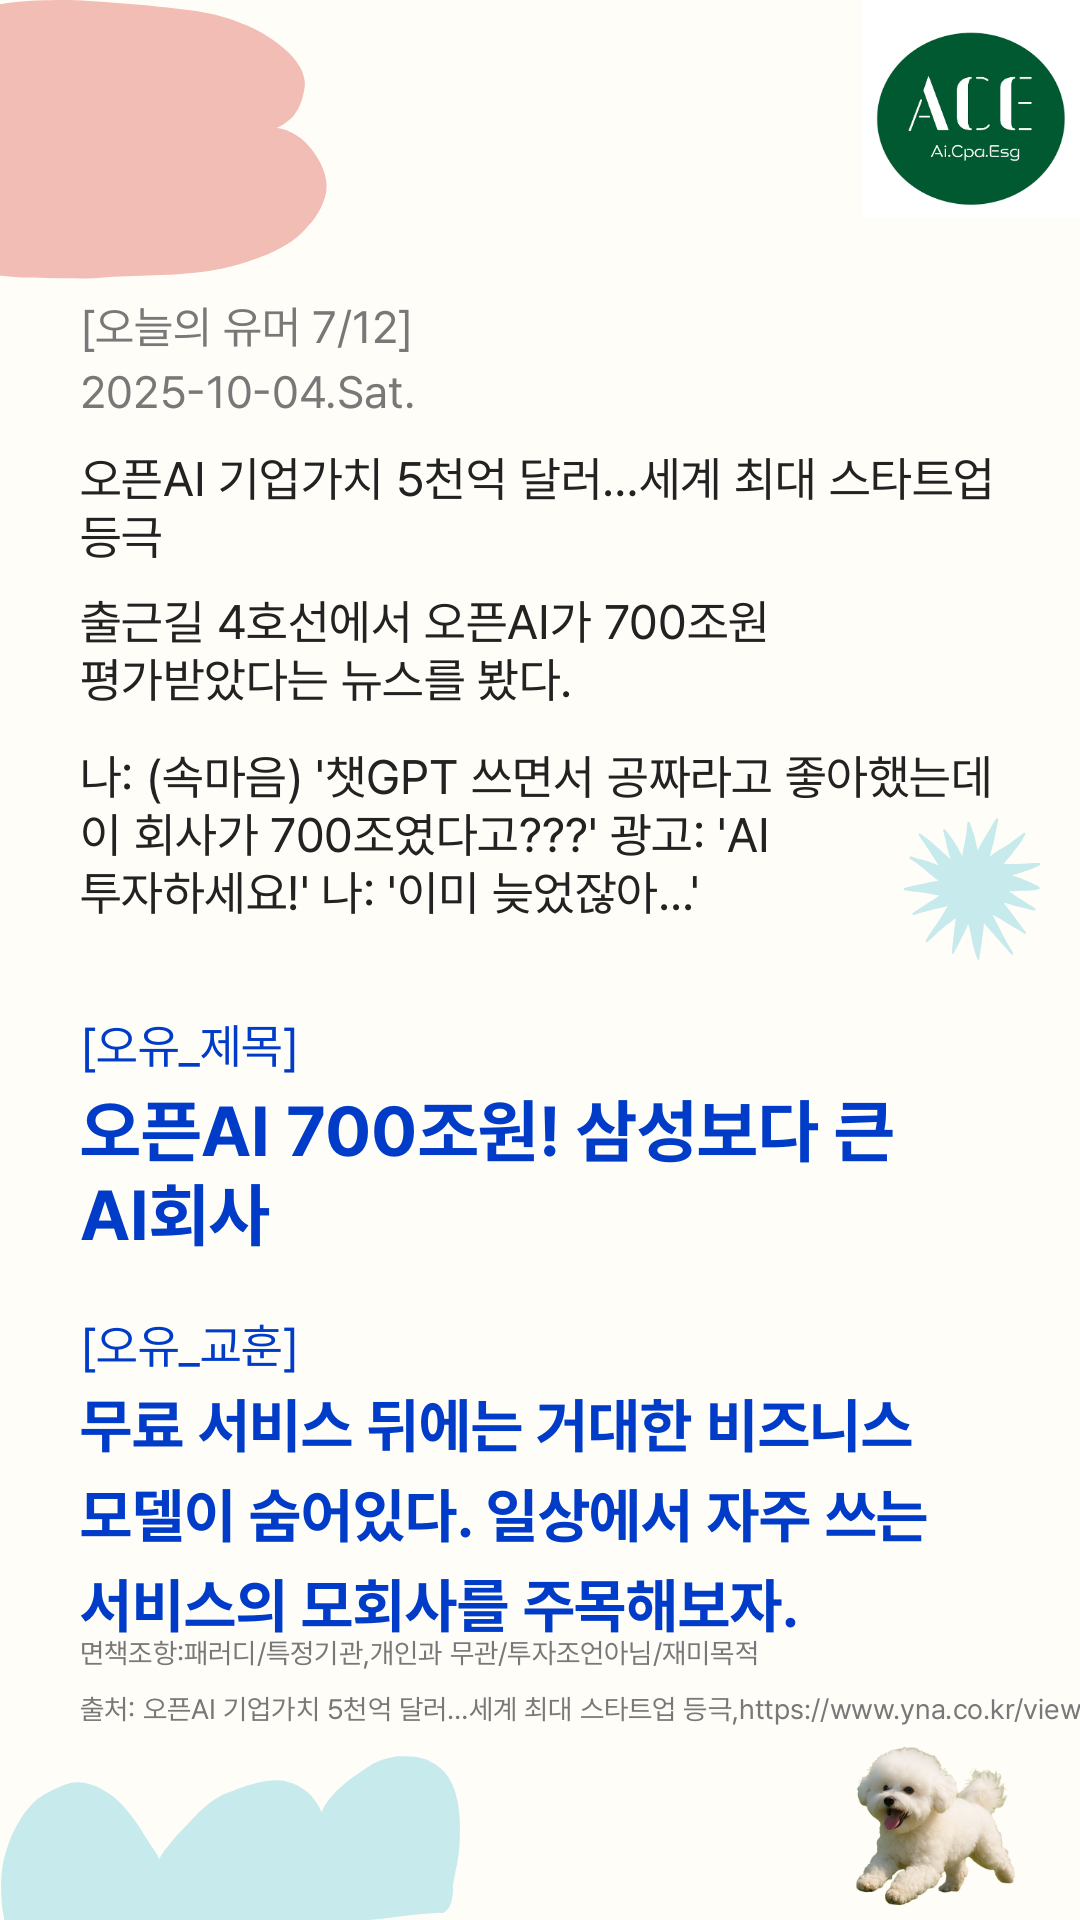 ACE
Ai.Cpa.Esg
[오늘의 유머 7/12]
2025-10-04.Sat.
오픈AI 기업가치 5천억 달러...세계 최대 스타트업
등극
출근길 4호선에서 오픈AI가 700조원
평가받았다는 뉴스를 봤다.
나: (속마음) '챗GPT 쓰면서 공짜라고 좋아했는데
이 회사가 700조였다고???' 광고: 'AI
투자하세요!' 나: '이미 늦었잖아...'
[오유_제목]
오픈AI 700조원! 삼성보다 큰
AI회사
[오유_교훈]
무료 서비스 뒤에는 거대한 비즈니스
모델이 숨어있다. 일상에서 자주 쓰는
서비스의 모회사를 주목해보자.
면책조항:패러디/특정기관,개인과 무관/투자조언아님/재미목적
출처: 오픈AI 기업가치 5천억 달러...세계 최대 스타트업 등극,https://www.yna.co.kr/view